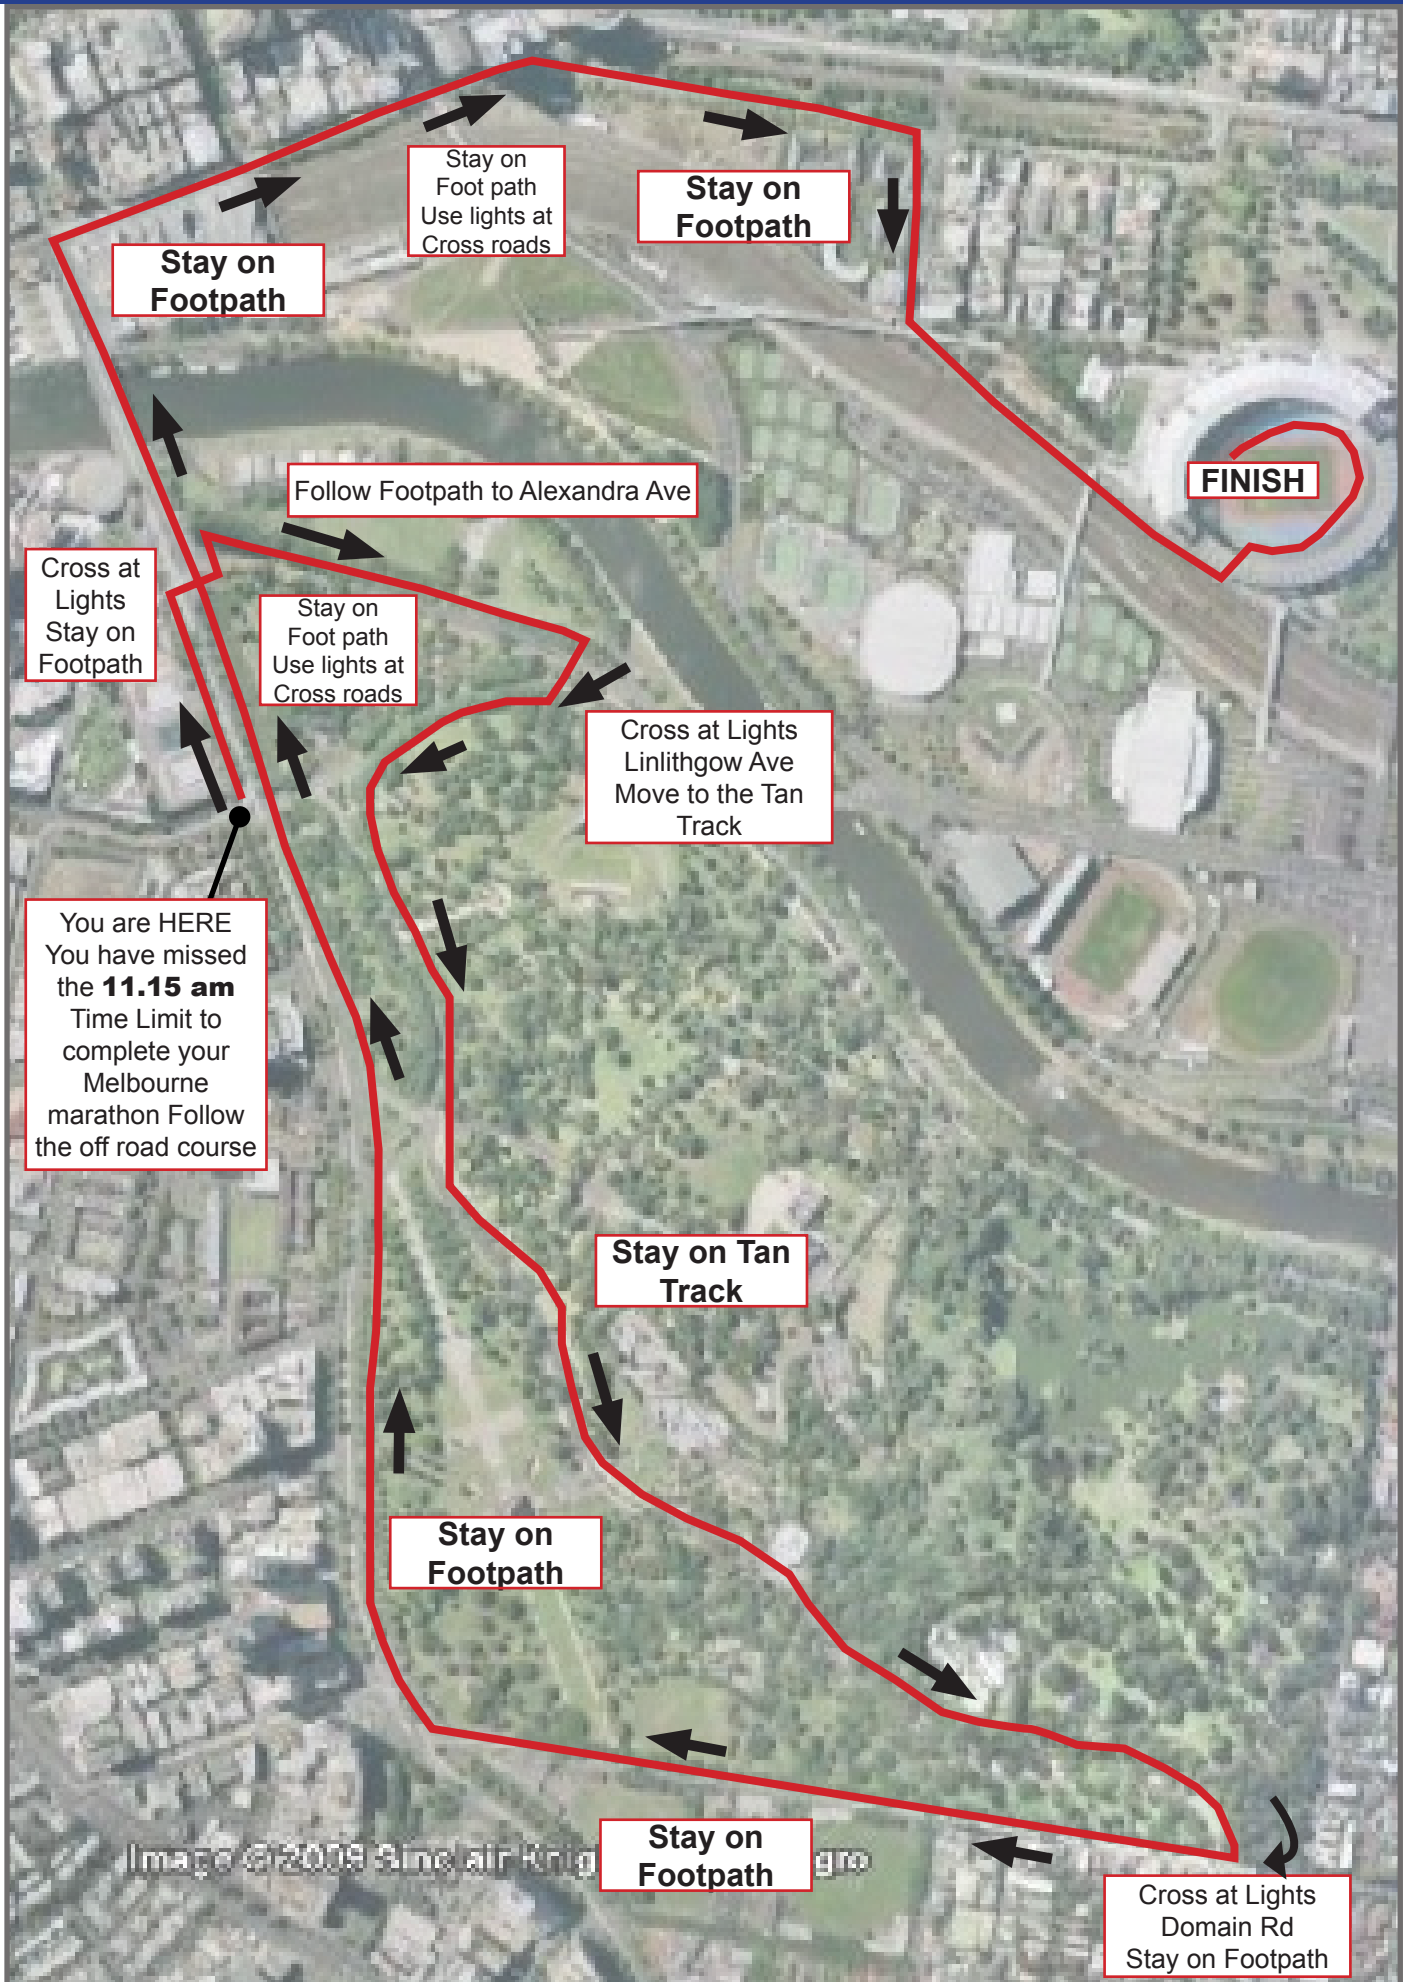 Stay on
Foot path
Use lights at
Cross roads
Stay on
Footpath
Stay on
Footpath
FINISH
Follow Footpath to Alexandra Ave
Cross at
Lights
Stay on
Footpath
Stay on
Foot path
Use lights at
Cross roads
Cross at Lights
Linlithgow Ave
Move to the Tan
Track
You are HERE
You have missed
the 11.15 am
Time Limit to
complete your
Melbourne
marathon Follow
the off road course
Stay on Tan
Track
Stay on
Footpath
Stay on
Footpath
Image © 2009 Sinclair
Cross at Lights
Domain Rd
Stay on Footpath